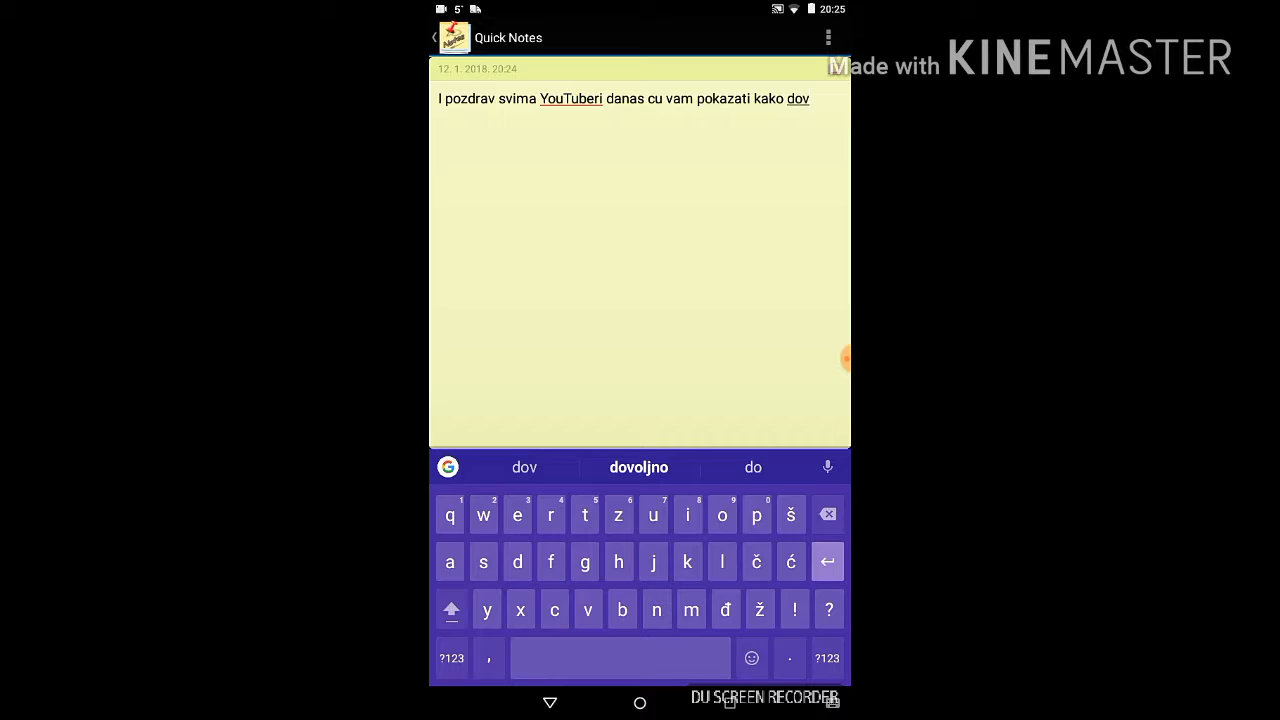 5° 20:25
Quick Notes
Made with KINEMASTER
12. 1. 2018. 20:24
I pozdrav svima YouTuberi danas cu vam pokazati kako dov
dov dovoljno do
1 2 3 4 5 6 7 8 9 0
q w e r t z u i o p š
a s d f g h j k l č ć
y x c v b n m đ ž ! ?
?123 , . ?123
DU SCREEN RECORDER